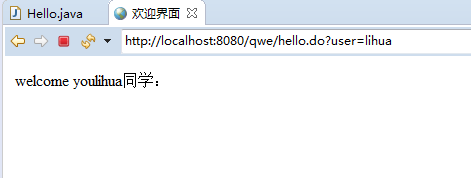 Hello.java 欢迎界面
http://localhost:8080/qwe/hello.do?user=lihua
welcome youlihua同学：